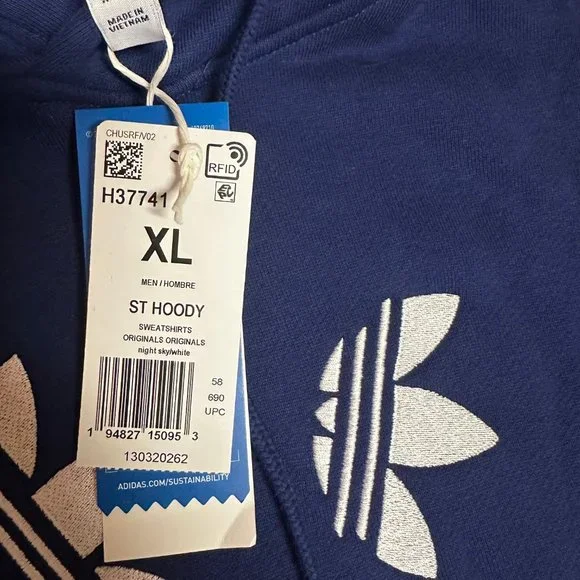 MADE IN
VIETNAM
CHUSRF/V02
RFID
H37741
XL
MEN / HOMBRE
ST HOODY
SWEATSHIRTS
ORIGINALS ORIGINALS
night sky/white
58
690
UPC
1 94827 15095 3
130320262
ADIDAS.COM/SUSTAINABILITY